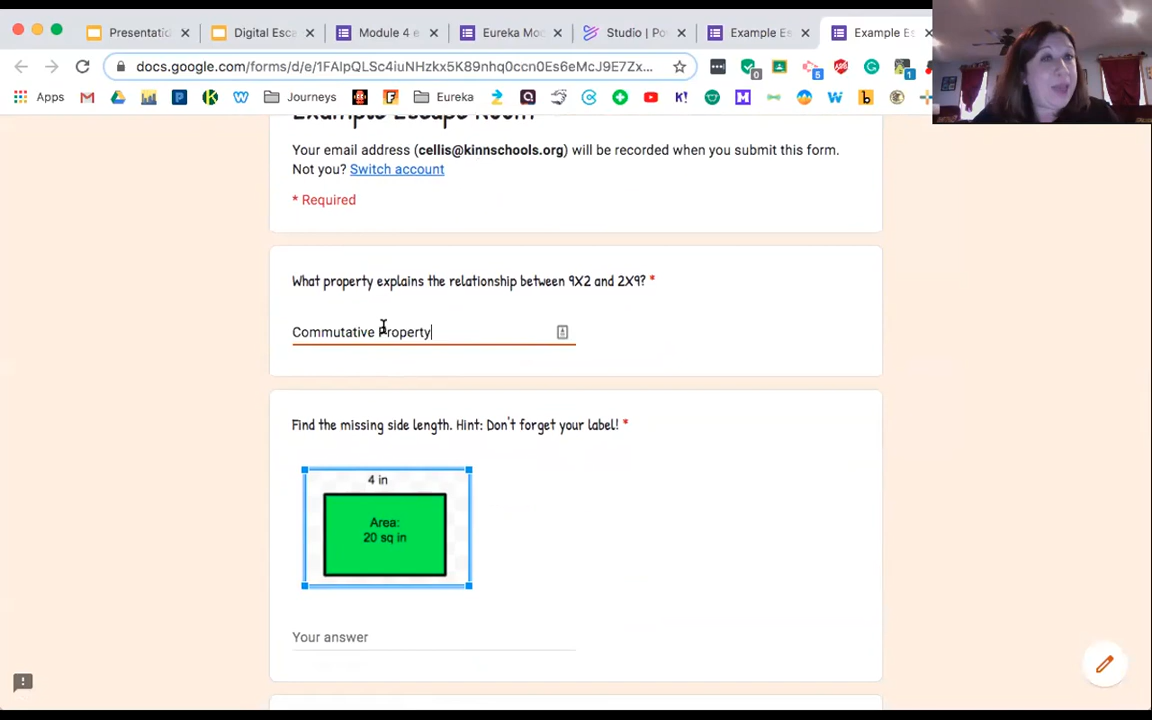 Presentatic
Digital Esca
Module 4 e
Eureka Moc
Studio | Po
Example Es
Example Es
docs.google.com/forms/d/e/1FAIpQLSc4iuNHzkx5K89nhq0ccn0Es6eMcJ9E7Zx...
Apps
Journeys
Eureka
Example Escape Room
Your email address (cellis@kinnschools.org) will be recorded when you submit this form.
Not you? Switch account
* Required
What property explains the relationship between 9X2 and 2X9? *
Commutative Property
Find the missing side length. Hint: Don't forget your label! *
4 in
Area:
20 sq in
Your answer